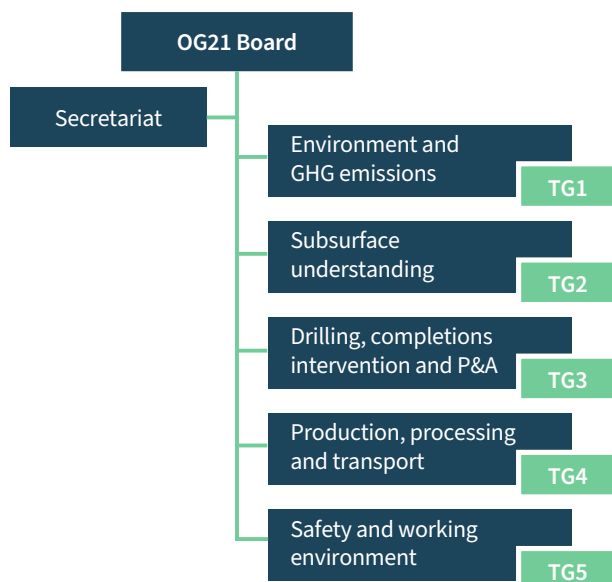 OG21 Board
Secretariat
Environment and
GHG emissions
TG1
Subsurface
understanding
TG2
Drilling, completions
intervention and P&A
TG3
Production, processing
and transport
TG4
Safety and working
environment
TG5